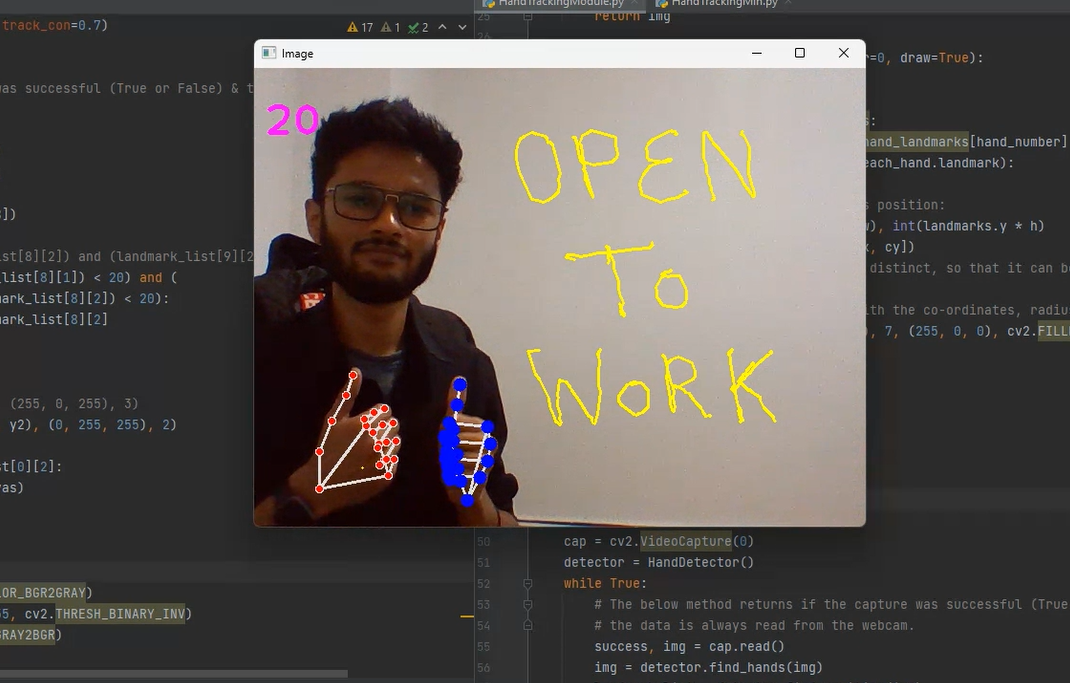 track_con=0.7)
17 1 2
as successful (True or False) & t
])
st[8][2]) and (landmark_list[9][2
_list[8][1]) < 20) and (
mark_list[8][2]) < 20):
mark_list[8][2]
(255, 0, 255), 3)
y2), (0, 255, 255), 2)
t[0][2]:
as)
OR_BGR2GRAY)
5, cv2.THRESH_BINARY_INV)
RAY2BGR)
Image
20
OPEN
To
WoRK
HandTrackingModule.py
HandTrackingMin.py
25 return img
=0, draw=True):
:
hand_landmarks[hand_number]
each_hand.landmark):
position:
), int(landmarks.y * h)
, cy])
distinct, so that it can be
ith the co-ordinates, radiu
, 7, (255, 0, 0), cv2.FILL
50 cap = cv2.VideoCapture(0)
51 detector = HandDetector()
52 while True:
53 # The below method returns if the capture was successful (True
54 # the data is always read from the webcam.
55 success, img = cap.read()
56 img = detector.find_hands(img)